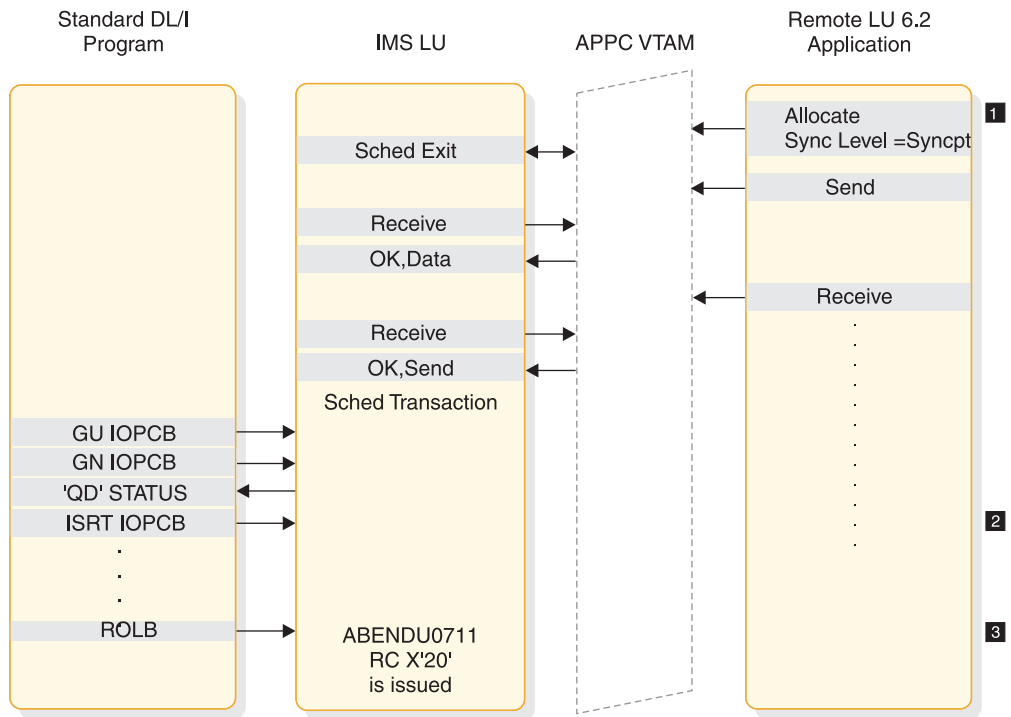 Standard DL/I
Program
IMS LU
APPC VTAM
Remote LU 6.2
Application
Allocate
Sync Level =Syncpt
1
Sched Exit
Send
Receive
OK,Data
Receive
Receive
OK,Send
Sched Transaction
GU IOPCB
GN IOPCB
'QD' STATUS
ISRT IOPCB
2
ROLB
ABENDU0711
RC X'20'
is issued
3